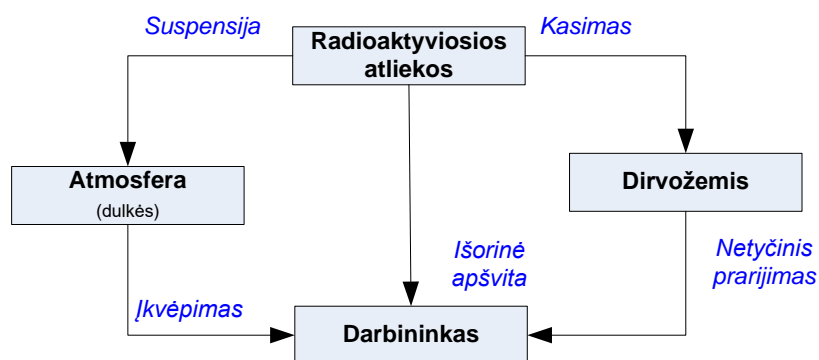 Suspensija
Radioaktyviosios
atliekos
Kasimas
Atmosfera
(dulkės)
Dirvožemis
Išorinė
apšvita
Netyčinis
prarijimas
Įkvėpimas
Darbininkas